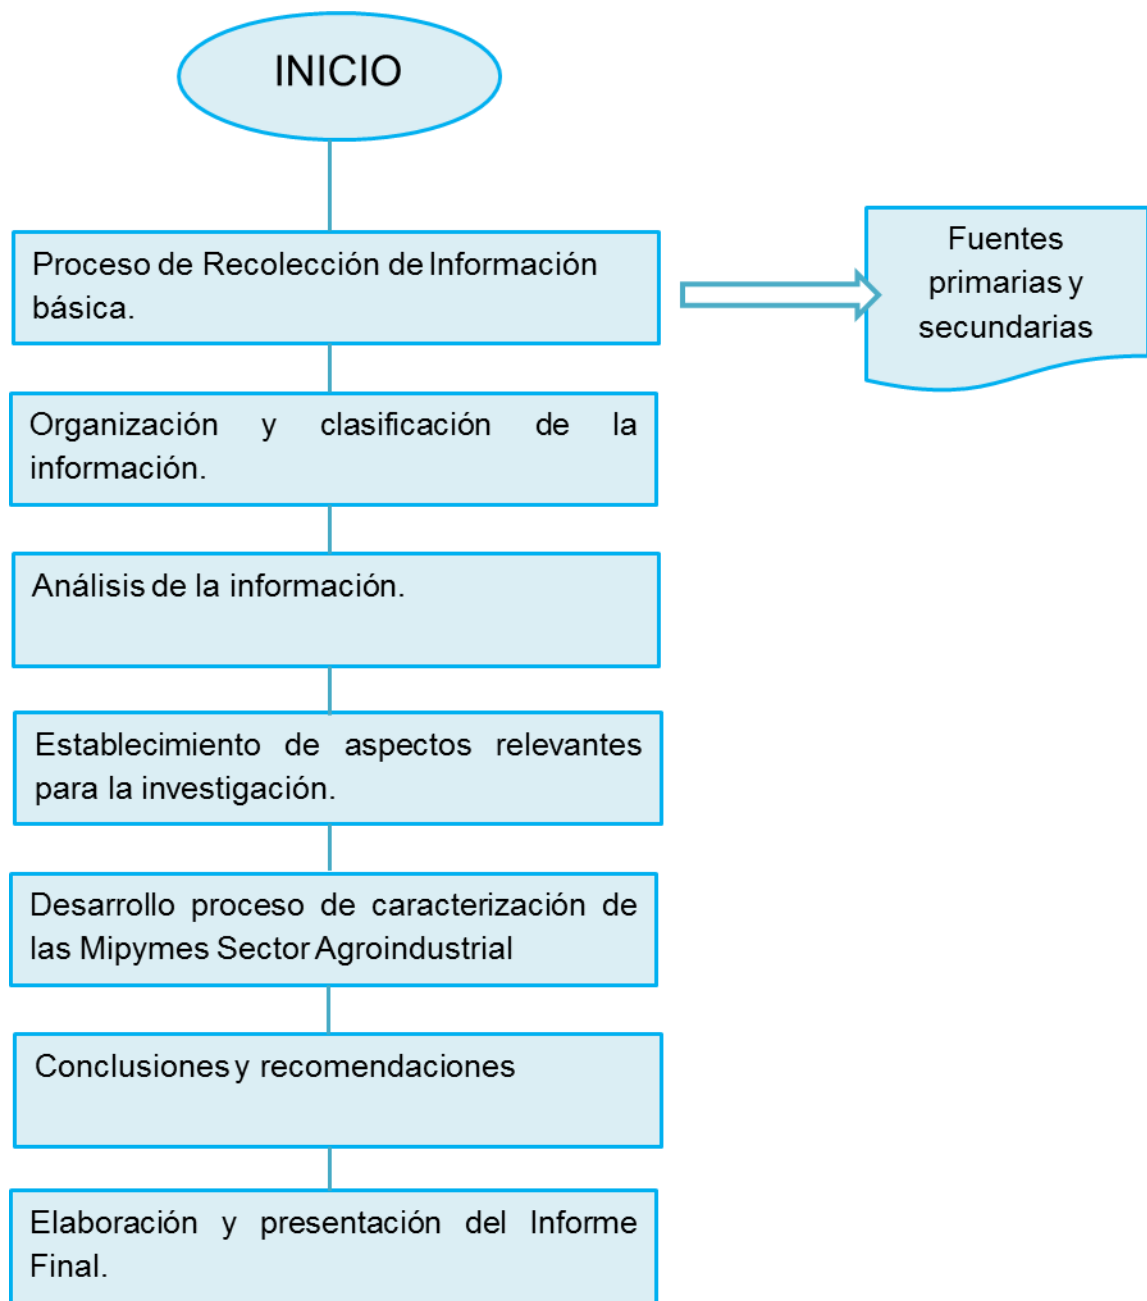 INICIO
Proceso de Recolección de Información
básica.
Fuentes
primarias y
secundarias
Organización y clasificación de la
información.
Análisis de la información.
Establecimiento de aspectos relevantes
para la investigación.
Desarrollo proceso de caracterización de
las Mipymes Sector Agroindustrial
Conclusiones y recomendaciones
Elaboración y presentación del Informe
Final.